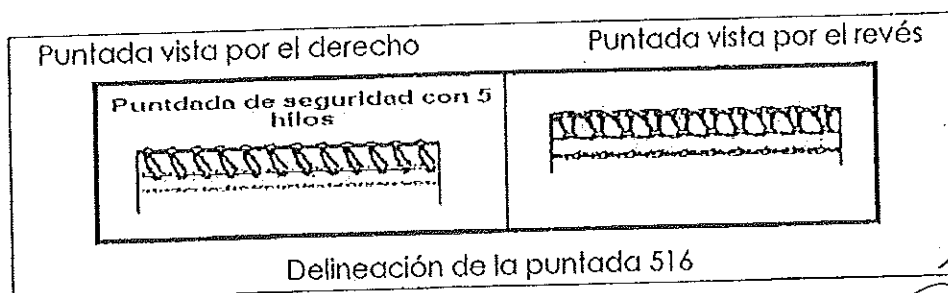 Puntada vista por el derecho
Puntada vista por el revés
Puntdada de seguridad con 5
hilos
Delineación de la puntada 516